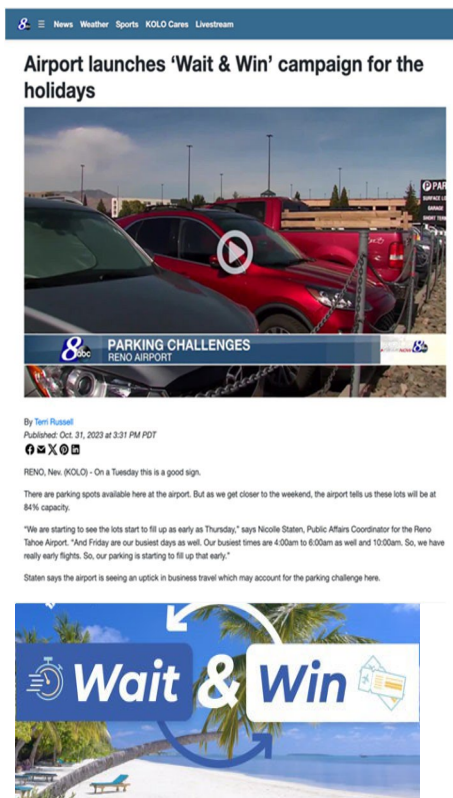 8
News Weather Sports KOLO Cares Livestream
Airport launches ‘Wait & Win’ campaign for the
holidays
PAR
SURFACE
GARAGE
SHORT TERM
8abc PARKING CHALLENGES
RENO AIRPORT
8
By Terri Russell
Published: Oct. 31, 2023 at 3:31 PM PDT
RENO, Nev. (KOLO) - On a Tuesday this is a good sign.
There are parking spots available here at the airport. But as we get closer to the weekend, the airport tells us these lots will be at
84% capacity.
“We are starting to see the lots start to fill up as early as Thursday,” says Nicolle Staten, Public Affairs Coordinator for the Reno
Tahoe Airport. “And Friday are our busiest days as well. Our busiest times are 4:00am to 6:00am as well and 10:00am. So, we have
really early flights. So, our parking is starting to fill up that early.”
Staten says the airport is seeing an uptick in business travel which may account for the parking challenge here.
Wait & Win